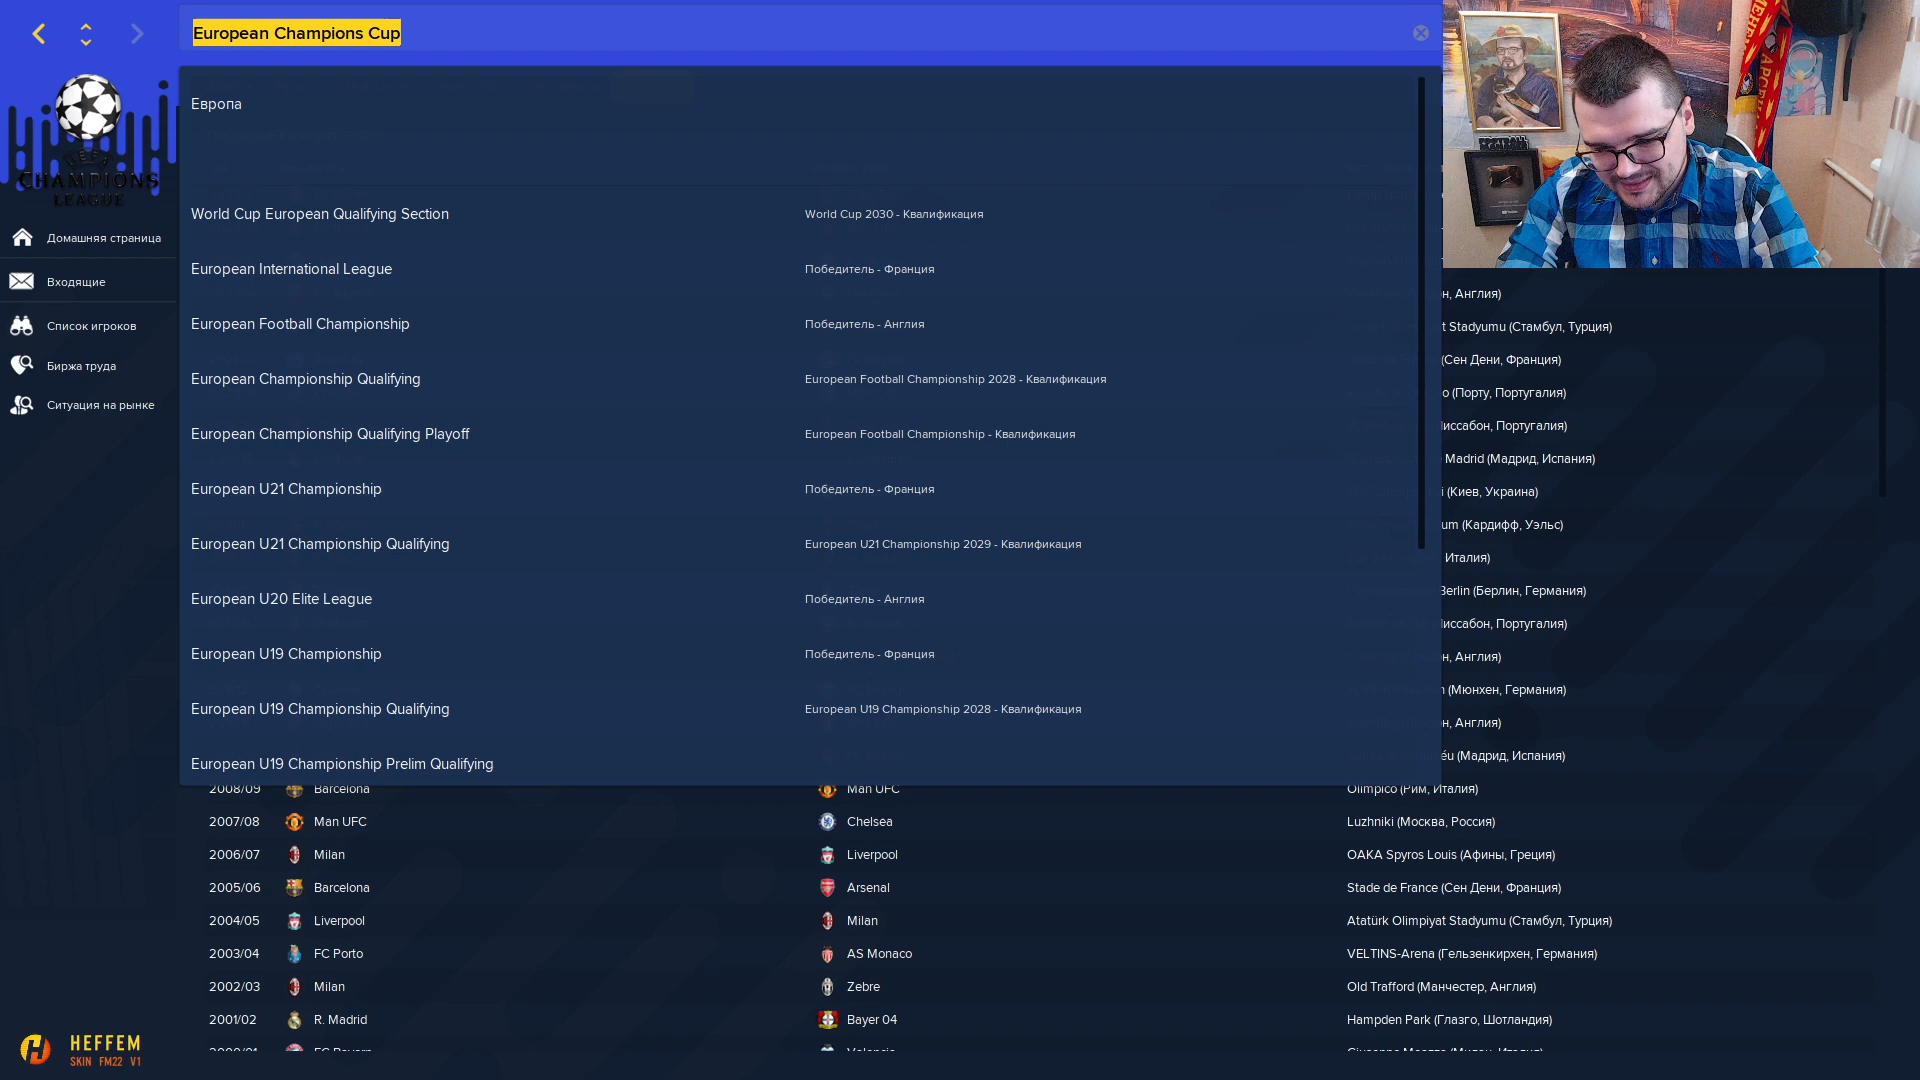 European Champions Cup
Европа
UEFA
CHAMPIONS
LEAGUE
World Cup European Qualifying Section World Cup 2030 - Квалификация
Домашняя страница
European International League Победитель - Франция
Входящие
н, Англия)
European Football Championship Победитель - Англия
Список игроков
t Stadyumu (Стамбул, Турция)
(Сен Дени, Франция)
Биржа труда
European Championship Qualifying European Football Championship 2028 - Квалификация
о (Порту, Португалия)
Ситуация на рынке
European Championship Qualifying Playoff European Football Championship - Квалификация
иссабон, Португалия)
Madrid (Мадрид, Испания)
European U21 Championship Победитель - Франция
i (Киев, Украина)
um (Кардифф, Уэльс)
European U21 Championship Qualifying European U21 Championship 2029 - Квалификация
Италия)
Berlin (Берлин, Германия)
European U20 Elite League Победитель - Англия
иссабон, Португалия)
European U19 Championship Победитель - Франция
н, Англия)
(Мюнхен, Германия)
European U19 Championship Qualifying European U19 Championship 2028 - Квалификация
н, Англия)
éu (Мадрид, Испания)
European U19 Championship Prelim Qualifying
2008/09 Barcelona Man UFC Olimpico (Рим, Италия)
2007/08 Man UFC Chelsea Luzhniki (Москва, Россия)
2006/07 Milan Liverpool OAKA Spyros Louis (Афины, Греция)
2005/06 Barcelona Arsenal Stade de France (Сен Дени, Франция)
2004/05 Liverpool Milan Atatürk Olimpiyat Stadyumu (Стамбул, Турция)
2003/04 FC Porto AS Monaco VELTINS-Arena (Гельзенкирхен, Германия)
2002/03 Milan Zebre Old Trafford (Манчестер, Англия)
2001/02 R. Madrid Bayer 04 Hampden Park (Глазго, Шотландия)
HEFFEM
SKIN FM22 V1